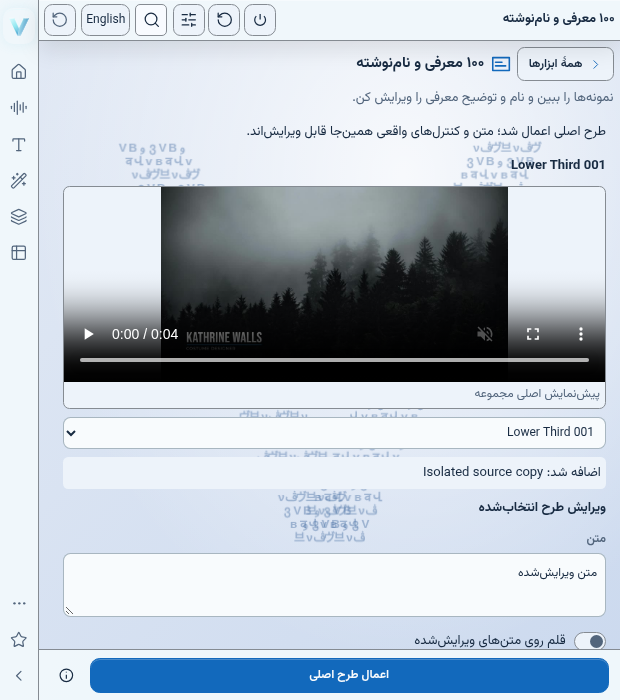 ۱۰۰ معرفی و نام‌نوشته
English
همهٔ ابزارها
۱۰۰ معرفی و نام‌نوشته
نمونه‌ها را ببین و نام و توضیح معرفی را ویرایش کن.
طرح اصلی اعمال شد؛ متن و کنترل‌های واقعی همین‌جا قابل ویرایش‌اند.
Lower Third 001
KATHRINE WALLS
0:00 / 0:04
پیش‌نمایش اصلی مجموعه
Lower Third 001
اضافه شد: Isolated source copy
ویرایش طرح انتخاب‌شده
متن
متن ویرایش‌شده
قلم روی متن‌های ویرایش‌شده
اعمال طرح اصلی